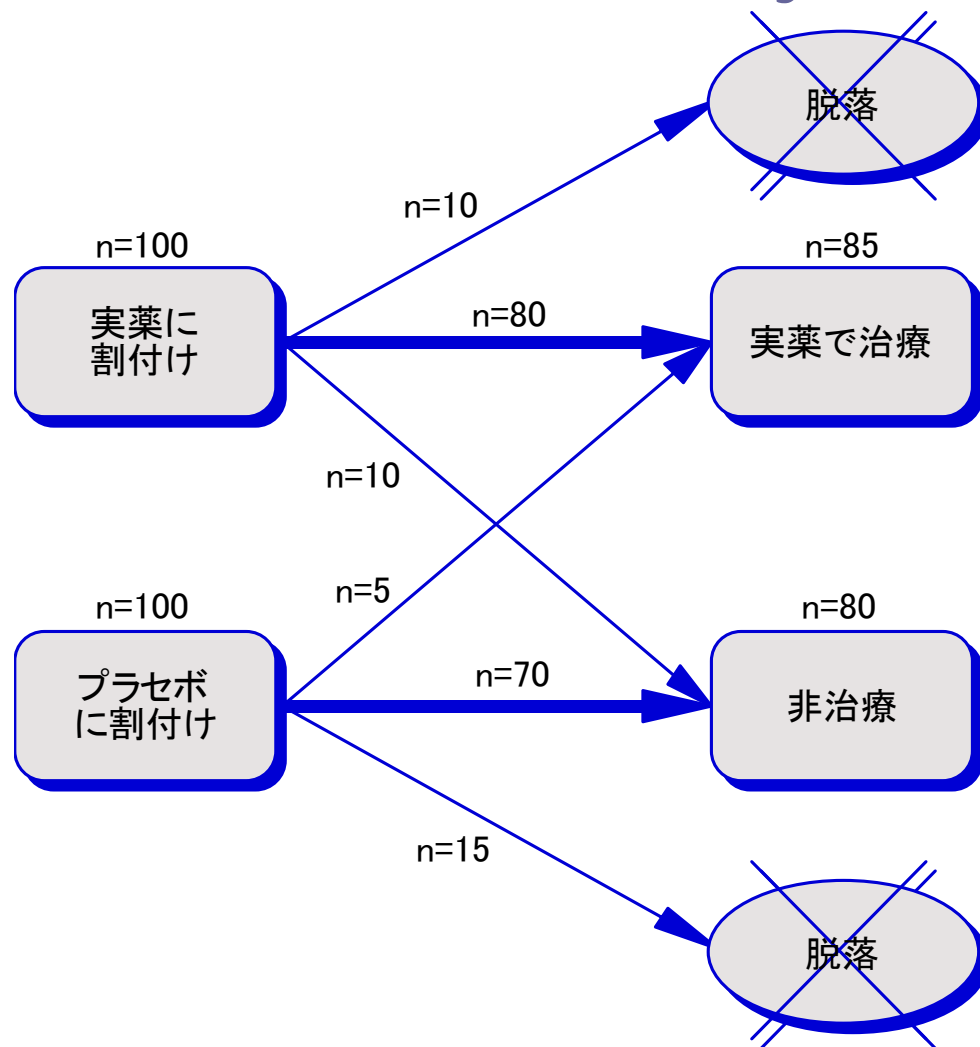 脱落
n=10
n=100
n=85
実薬に
割付け
n=80
実薬で治療
n=10
n=5
n=100
n=80
プラセボ
に割付け
n=70
非治療
n=15
脱落